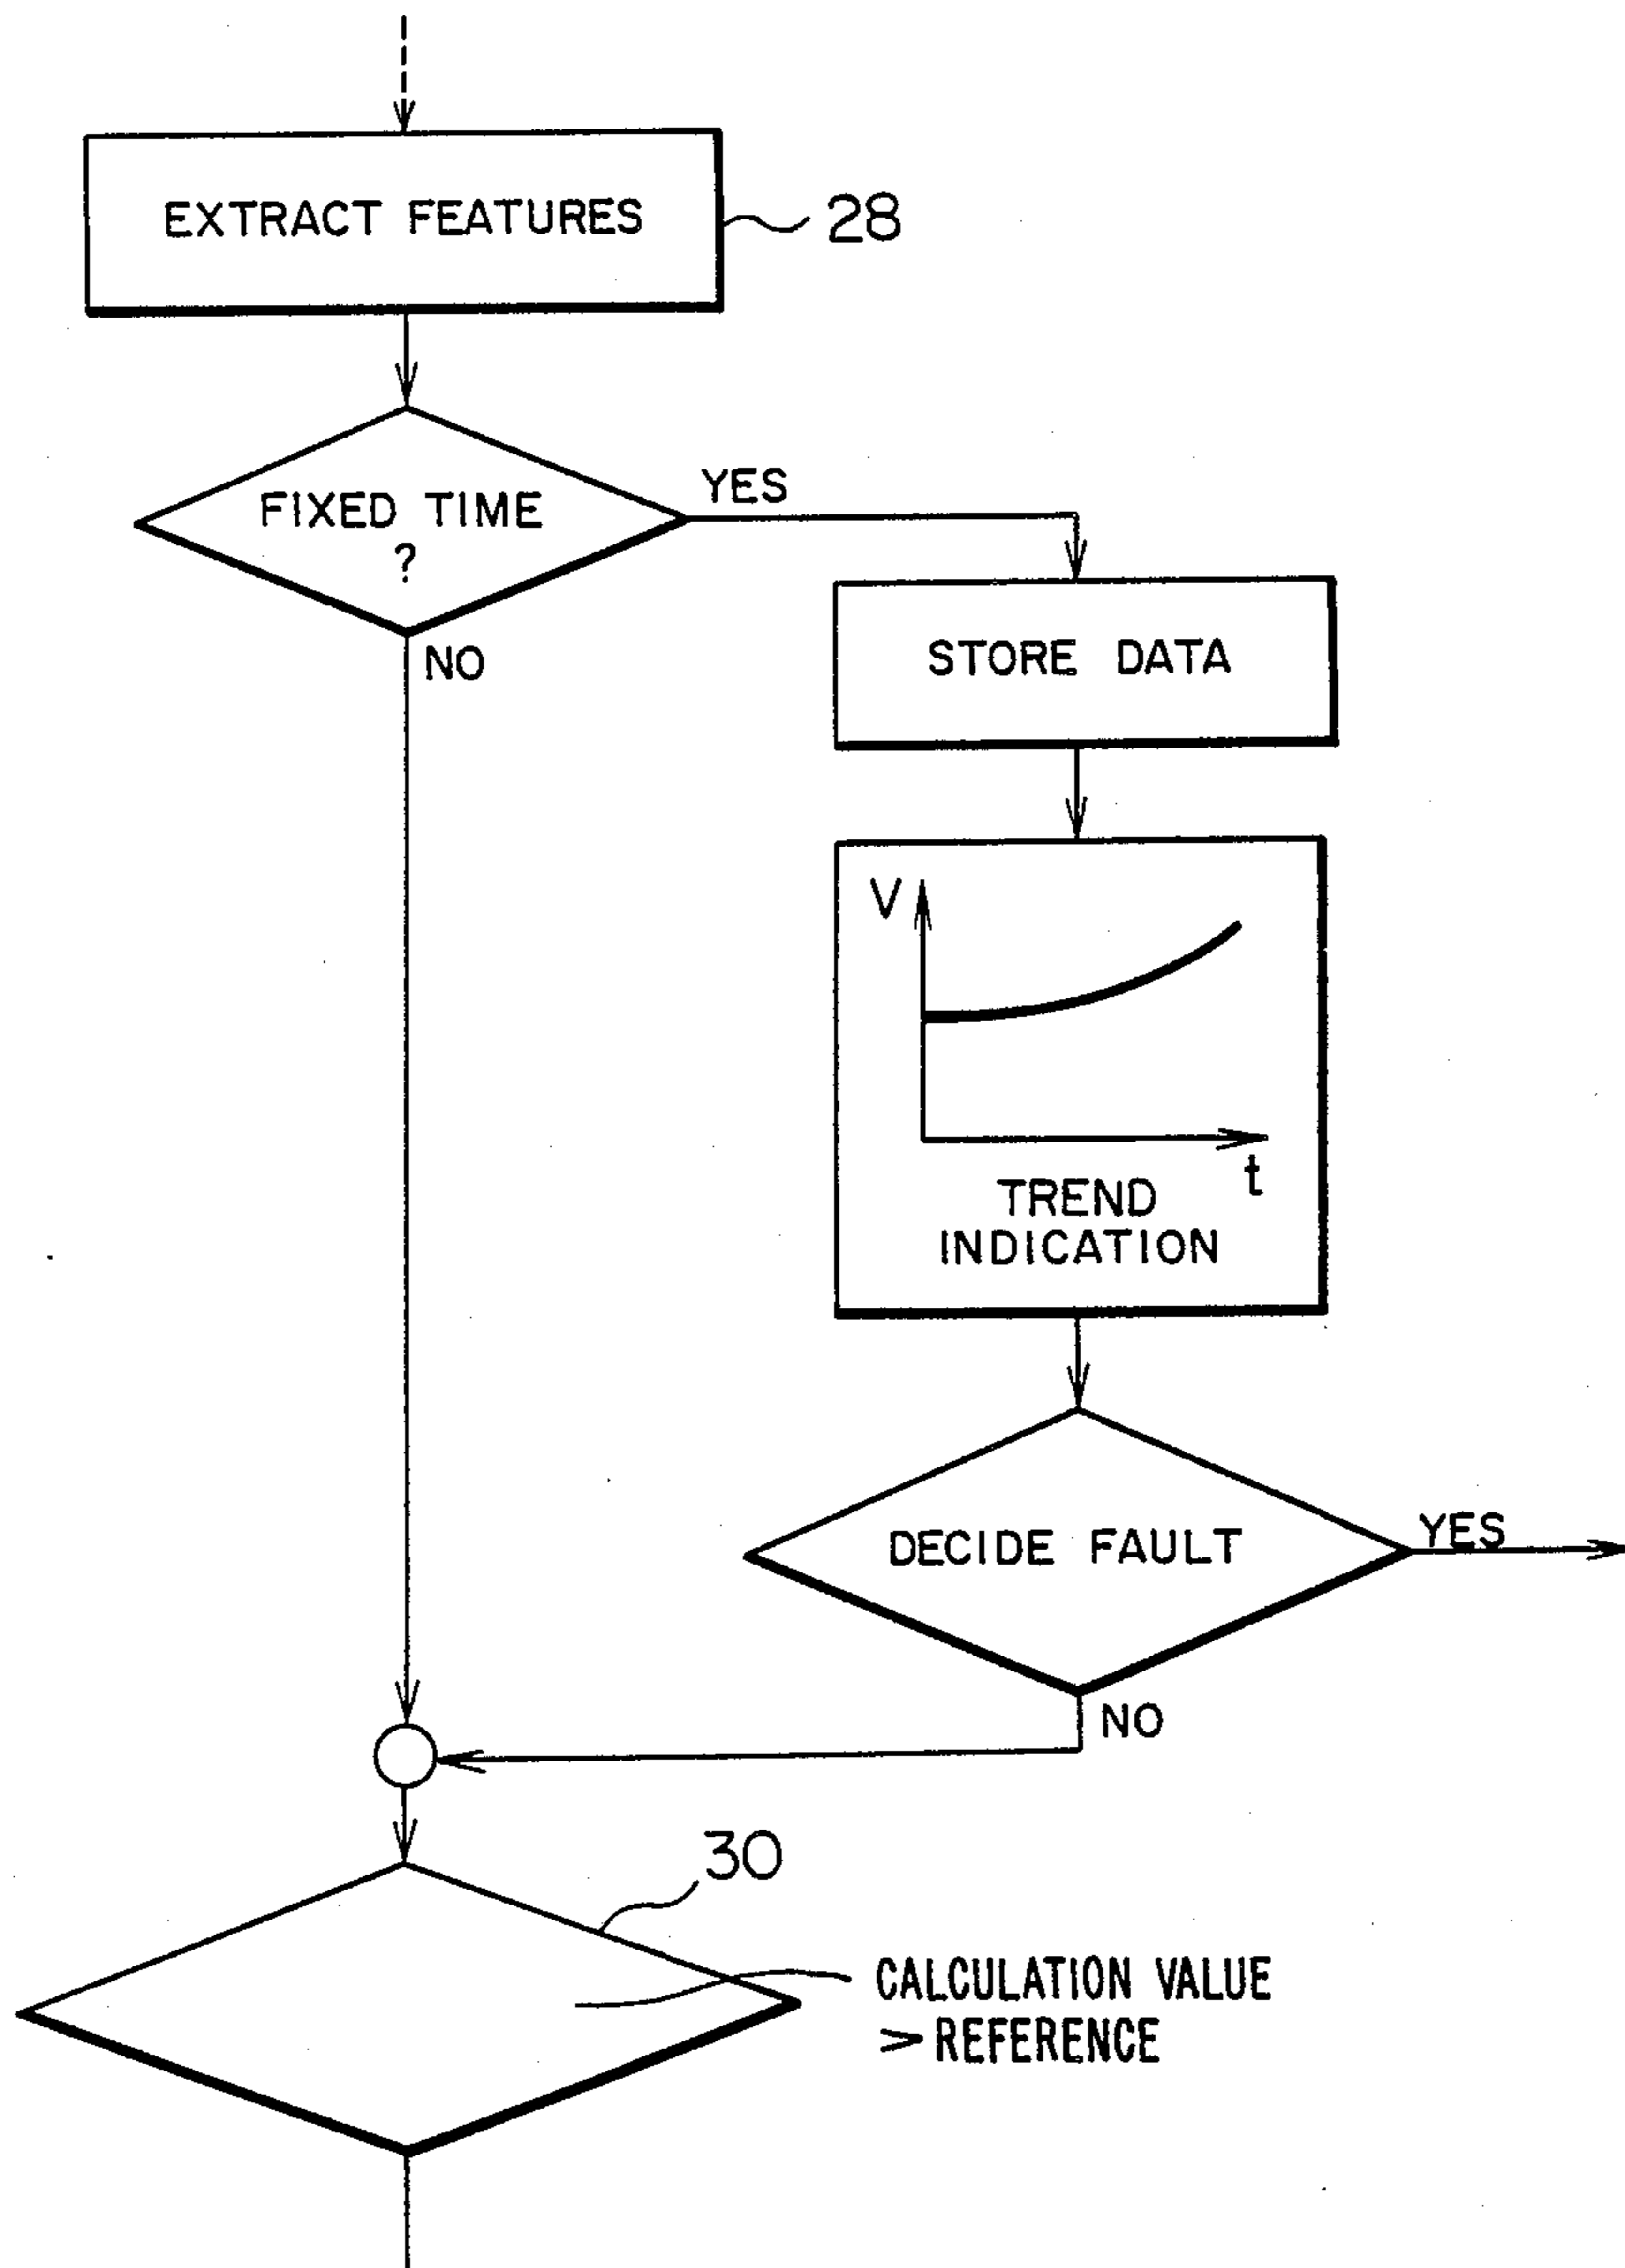 EXTRACT FEATURES
28
FIXED TIME
?
YES
NO
STORE DATA
V
t
TREND
INDICATION
DECIDE FAULT
YES
NO
30
CALCULATION VALUE
> REFERENCE